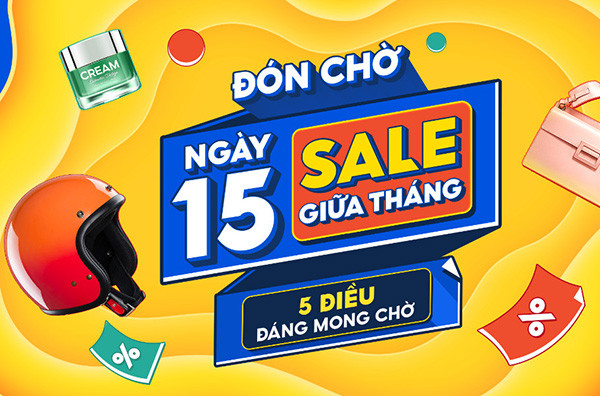 CREAM
ĐÓN CHỜ
NGÀY
15
SALE
GIỮA THÁNG
5 ĐIỀU
ĐÁNG MONG CHỜ
%
%